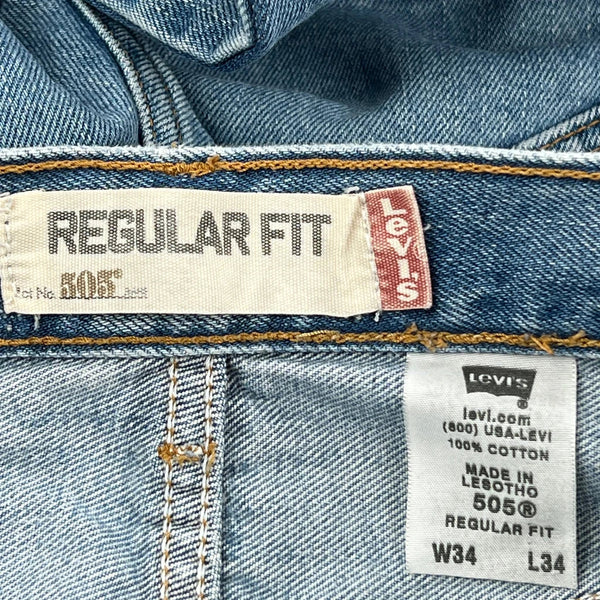 REGULAR FIT
Lot No. 505®
Levi's
Levi's
levi.com
(800) USA-LEVI
100% COTTON
MADE IN
LESOTHO
505®
REGULAR FIT
W34 L34